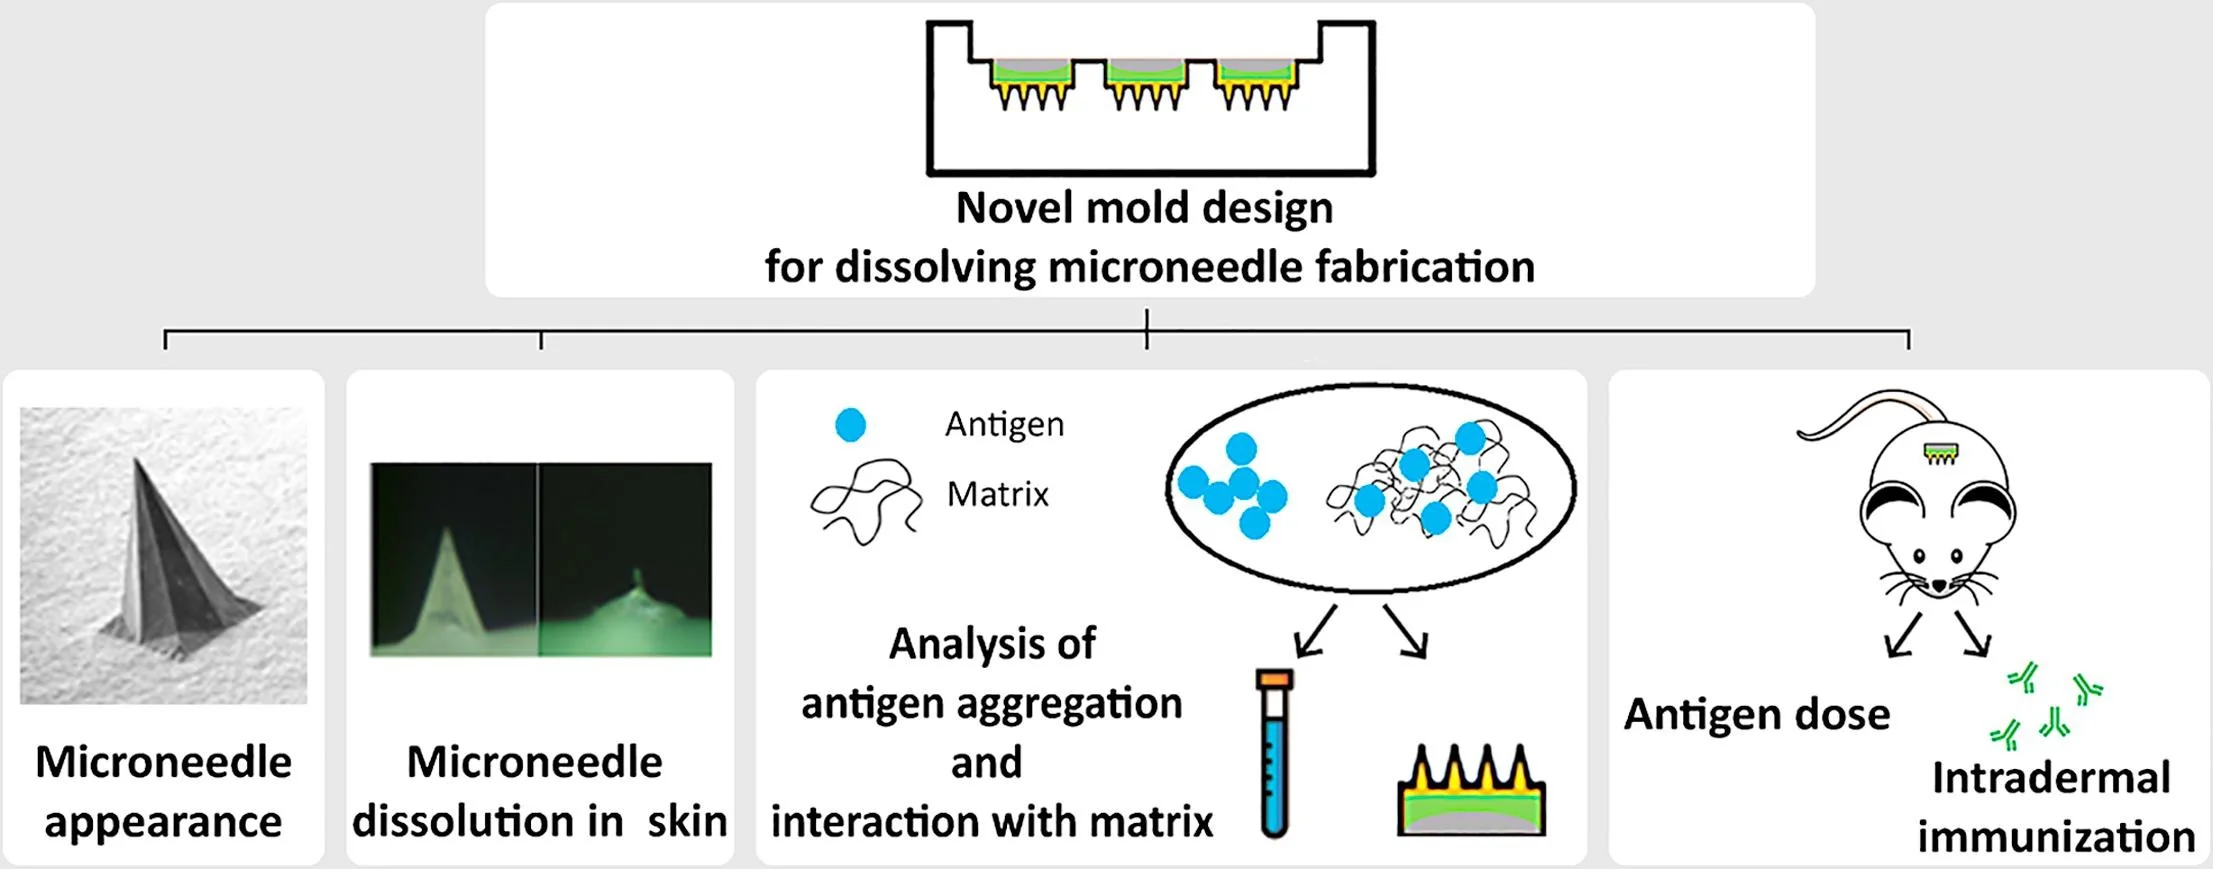 Novel mold design
for dissolving microneedle fabrication
Microneedle
appearance
Microneedle
dissolution in skin
Antigen
Matrix
Analysis of
antigen aggregation
and
interaction with matrix
Antigen dose
Intradermal
immunization